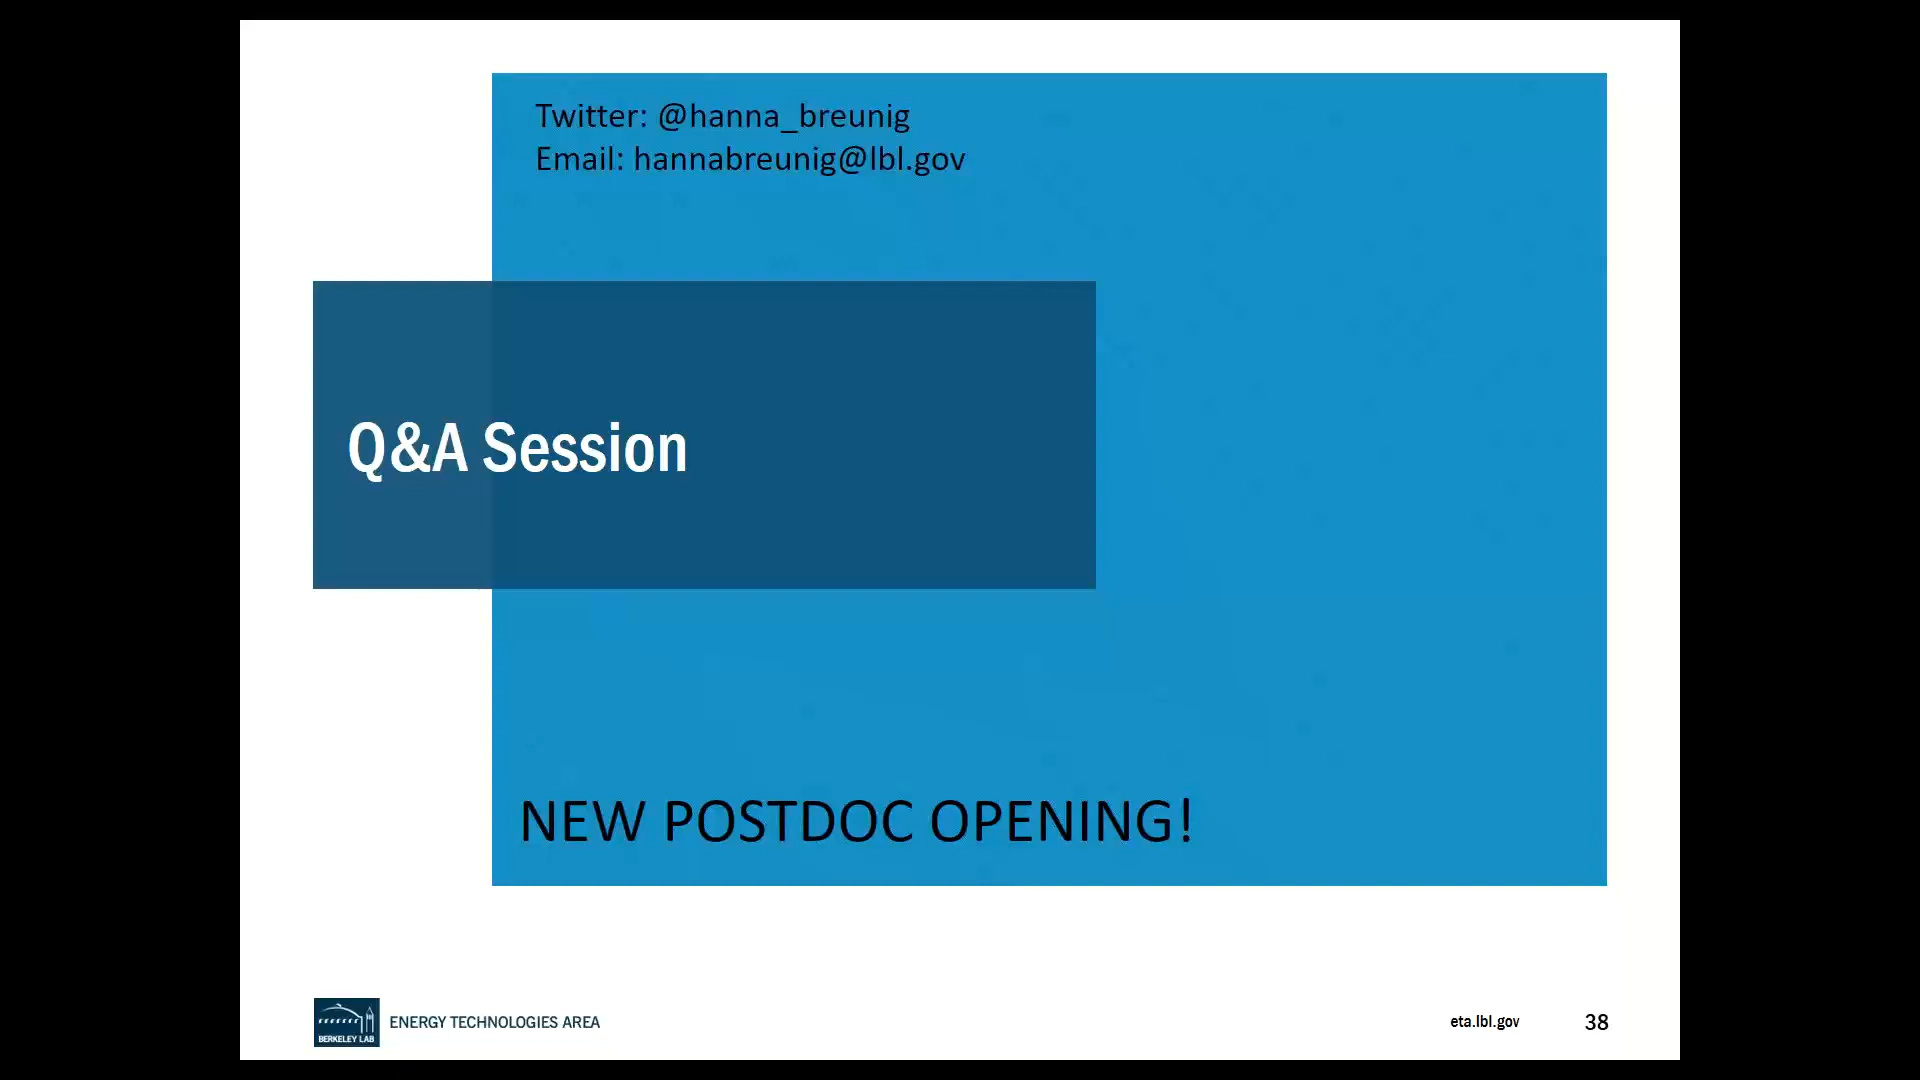 Twitter: @hanna_breunig
Email: hannabreunig@lbl.gov
Q&A Session
NEW POSTDOC OPENING!
BERKELEY LAB
ENERGY TECHNOLOGIES AREA
eta.lbl.gov
38